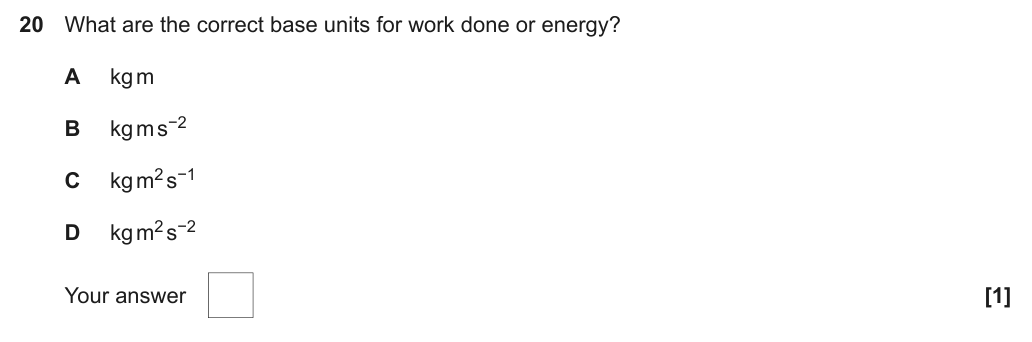 20 What are the correct base units for work done or energy?
A kg m
B kg m s⁻²
C kg m² s⁻¹
D kg m² s⁻²
Your answer [1]